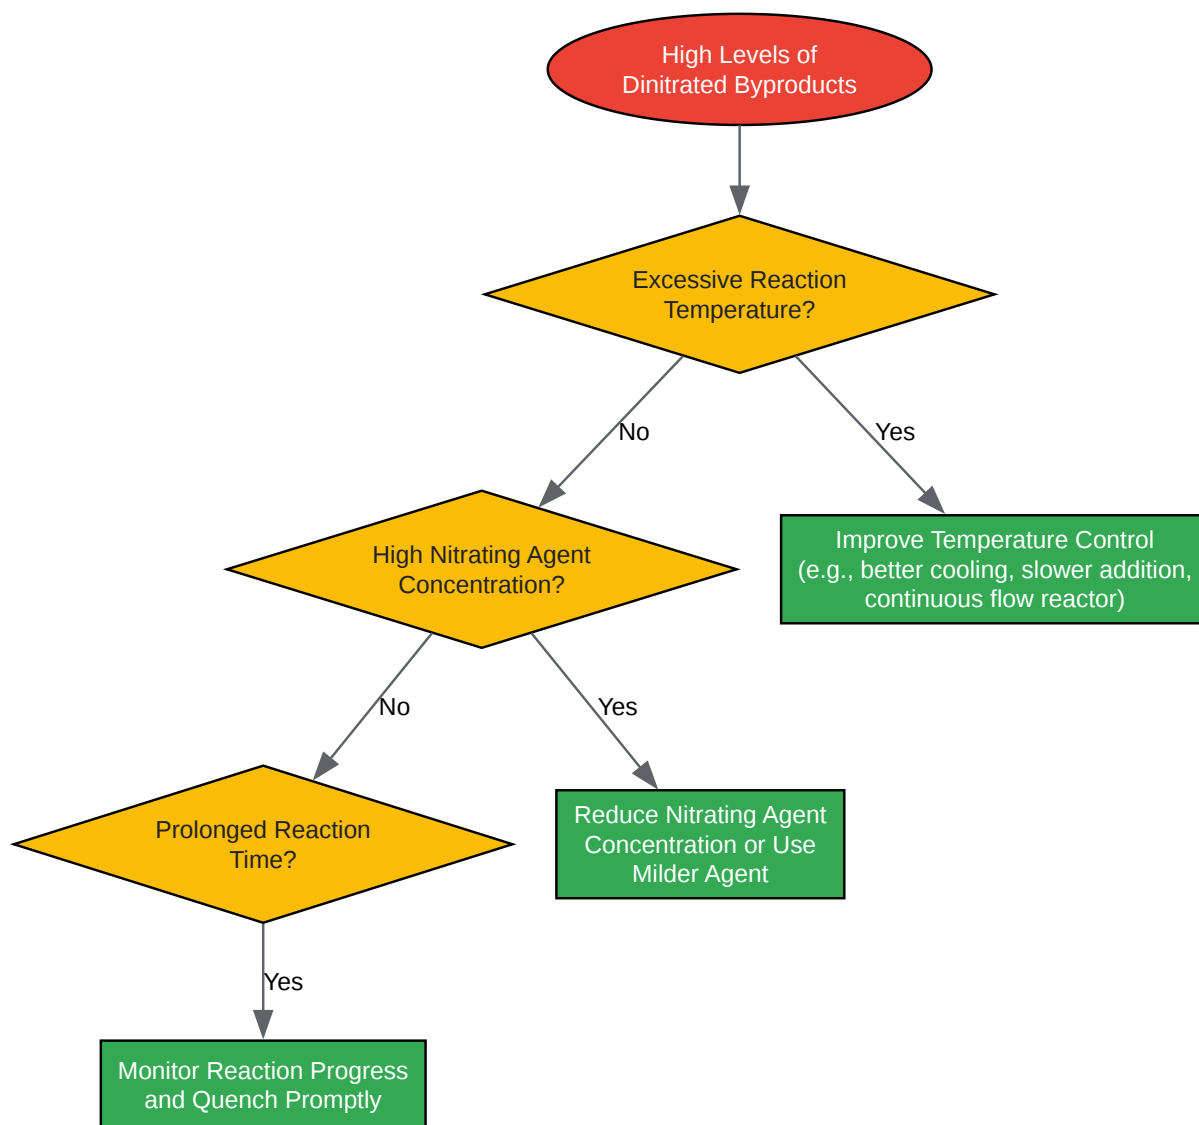 High Levels of
Dinitrated Byproducts
Excessive Reaction
Temperature?
No
Yes
High Nitrating Agent
Concentration?
Improve Temperature Control
(e.g., better cooling, slower addition,
continuous flow reactor)
No
Yes
Prolonged Reaction
Time?
Reduce Nitrating Agent
Concentration or Use
Milder Agent
Yes
Monitor Reaction Progress
and Quench Promptly